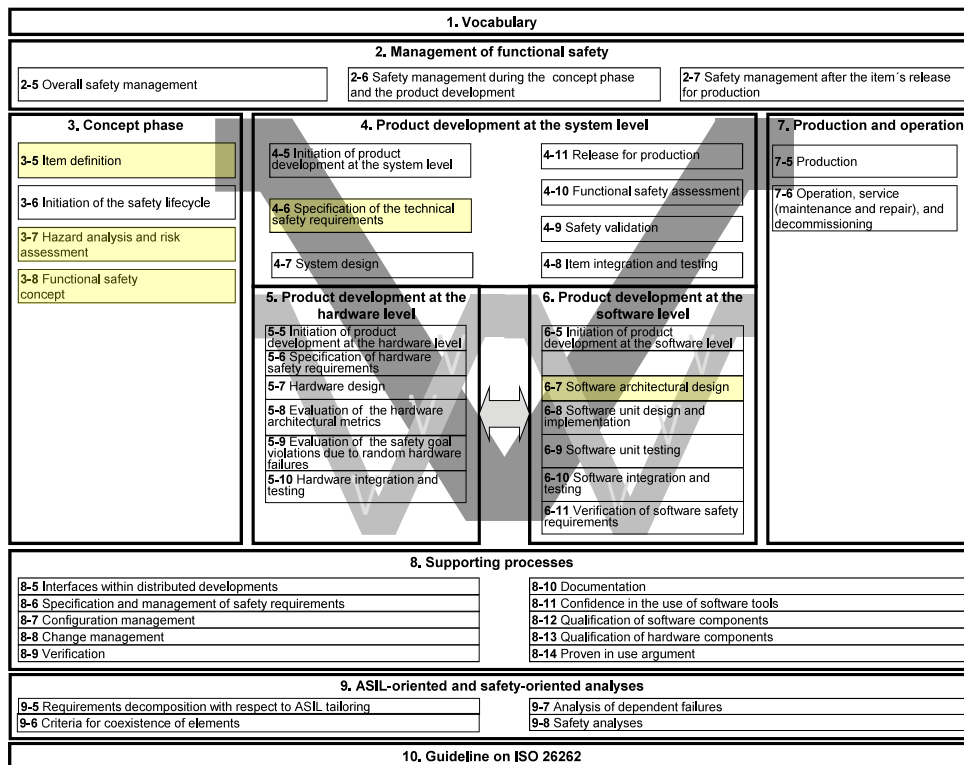 1. Vocabulary
2. Management of functional safety
2-5 Overall safety management
2-6 Safety management during the concept phase
and the product development
2-7 Safety management after the item´s release
for production
3. Concept phase
3-5 Item definition
3-6 Initiation of the safety lifecycle
3-7 Hazard analysis and risk
assessment
3-8 Functional safety
concept
4. Product development at the system level
4-5 Initiation of product
development at the system level
4-6 Specification of the technical
safety requirements
4-7 System design
4-11 Release for production
4-10 Functional safety assessment
4-9 Safety validation
4-8 Item integration and testing
7. Production and operation
7-5 Production
7-6 Operation, service
(maintenance and repair), and
decommissioning
5. Product development at the
hardware level
5-5 Initiation of product
development at the hardware level
5-6 Specification of hardware
safety requirements
5-7 Hardware design
5-8 Evaluation of the hardware
architectural metrics
5-9 Evaluation of the safety goal
violations due to random hardware
failures
5-10 Hardware integration and
testing
6. Product development at the
software level
6-5 Initiation of product
development at the software level
6-7 Software architectural design
6-8 Software unit design and
implementation
6-9 Software unit testing
6-10 Software integration and
testing
6-11 Verification of software safety
requirements
8. Supporting processes
8-5 Interfaces within distributed developments
8-6 Specification and management of safety requirements
8-7 Configuration management
8-8 Change management
8-9 Verification
8-10 Documentation
8-11 Confidence in the use of software tools
8-12 Qualification of software components
8-13 Qualification of hardware components
8-14 Proven in use argument
9. ASIL-oriented and safety-oriented analyses
9-5 Requirements decomposition with respect to ASIL tailoring
9-6 Criteria for coexistence of elements
9-7 Analysis of dependent failures
9-8 Safety analyses
10. Guideline on ISO 26262